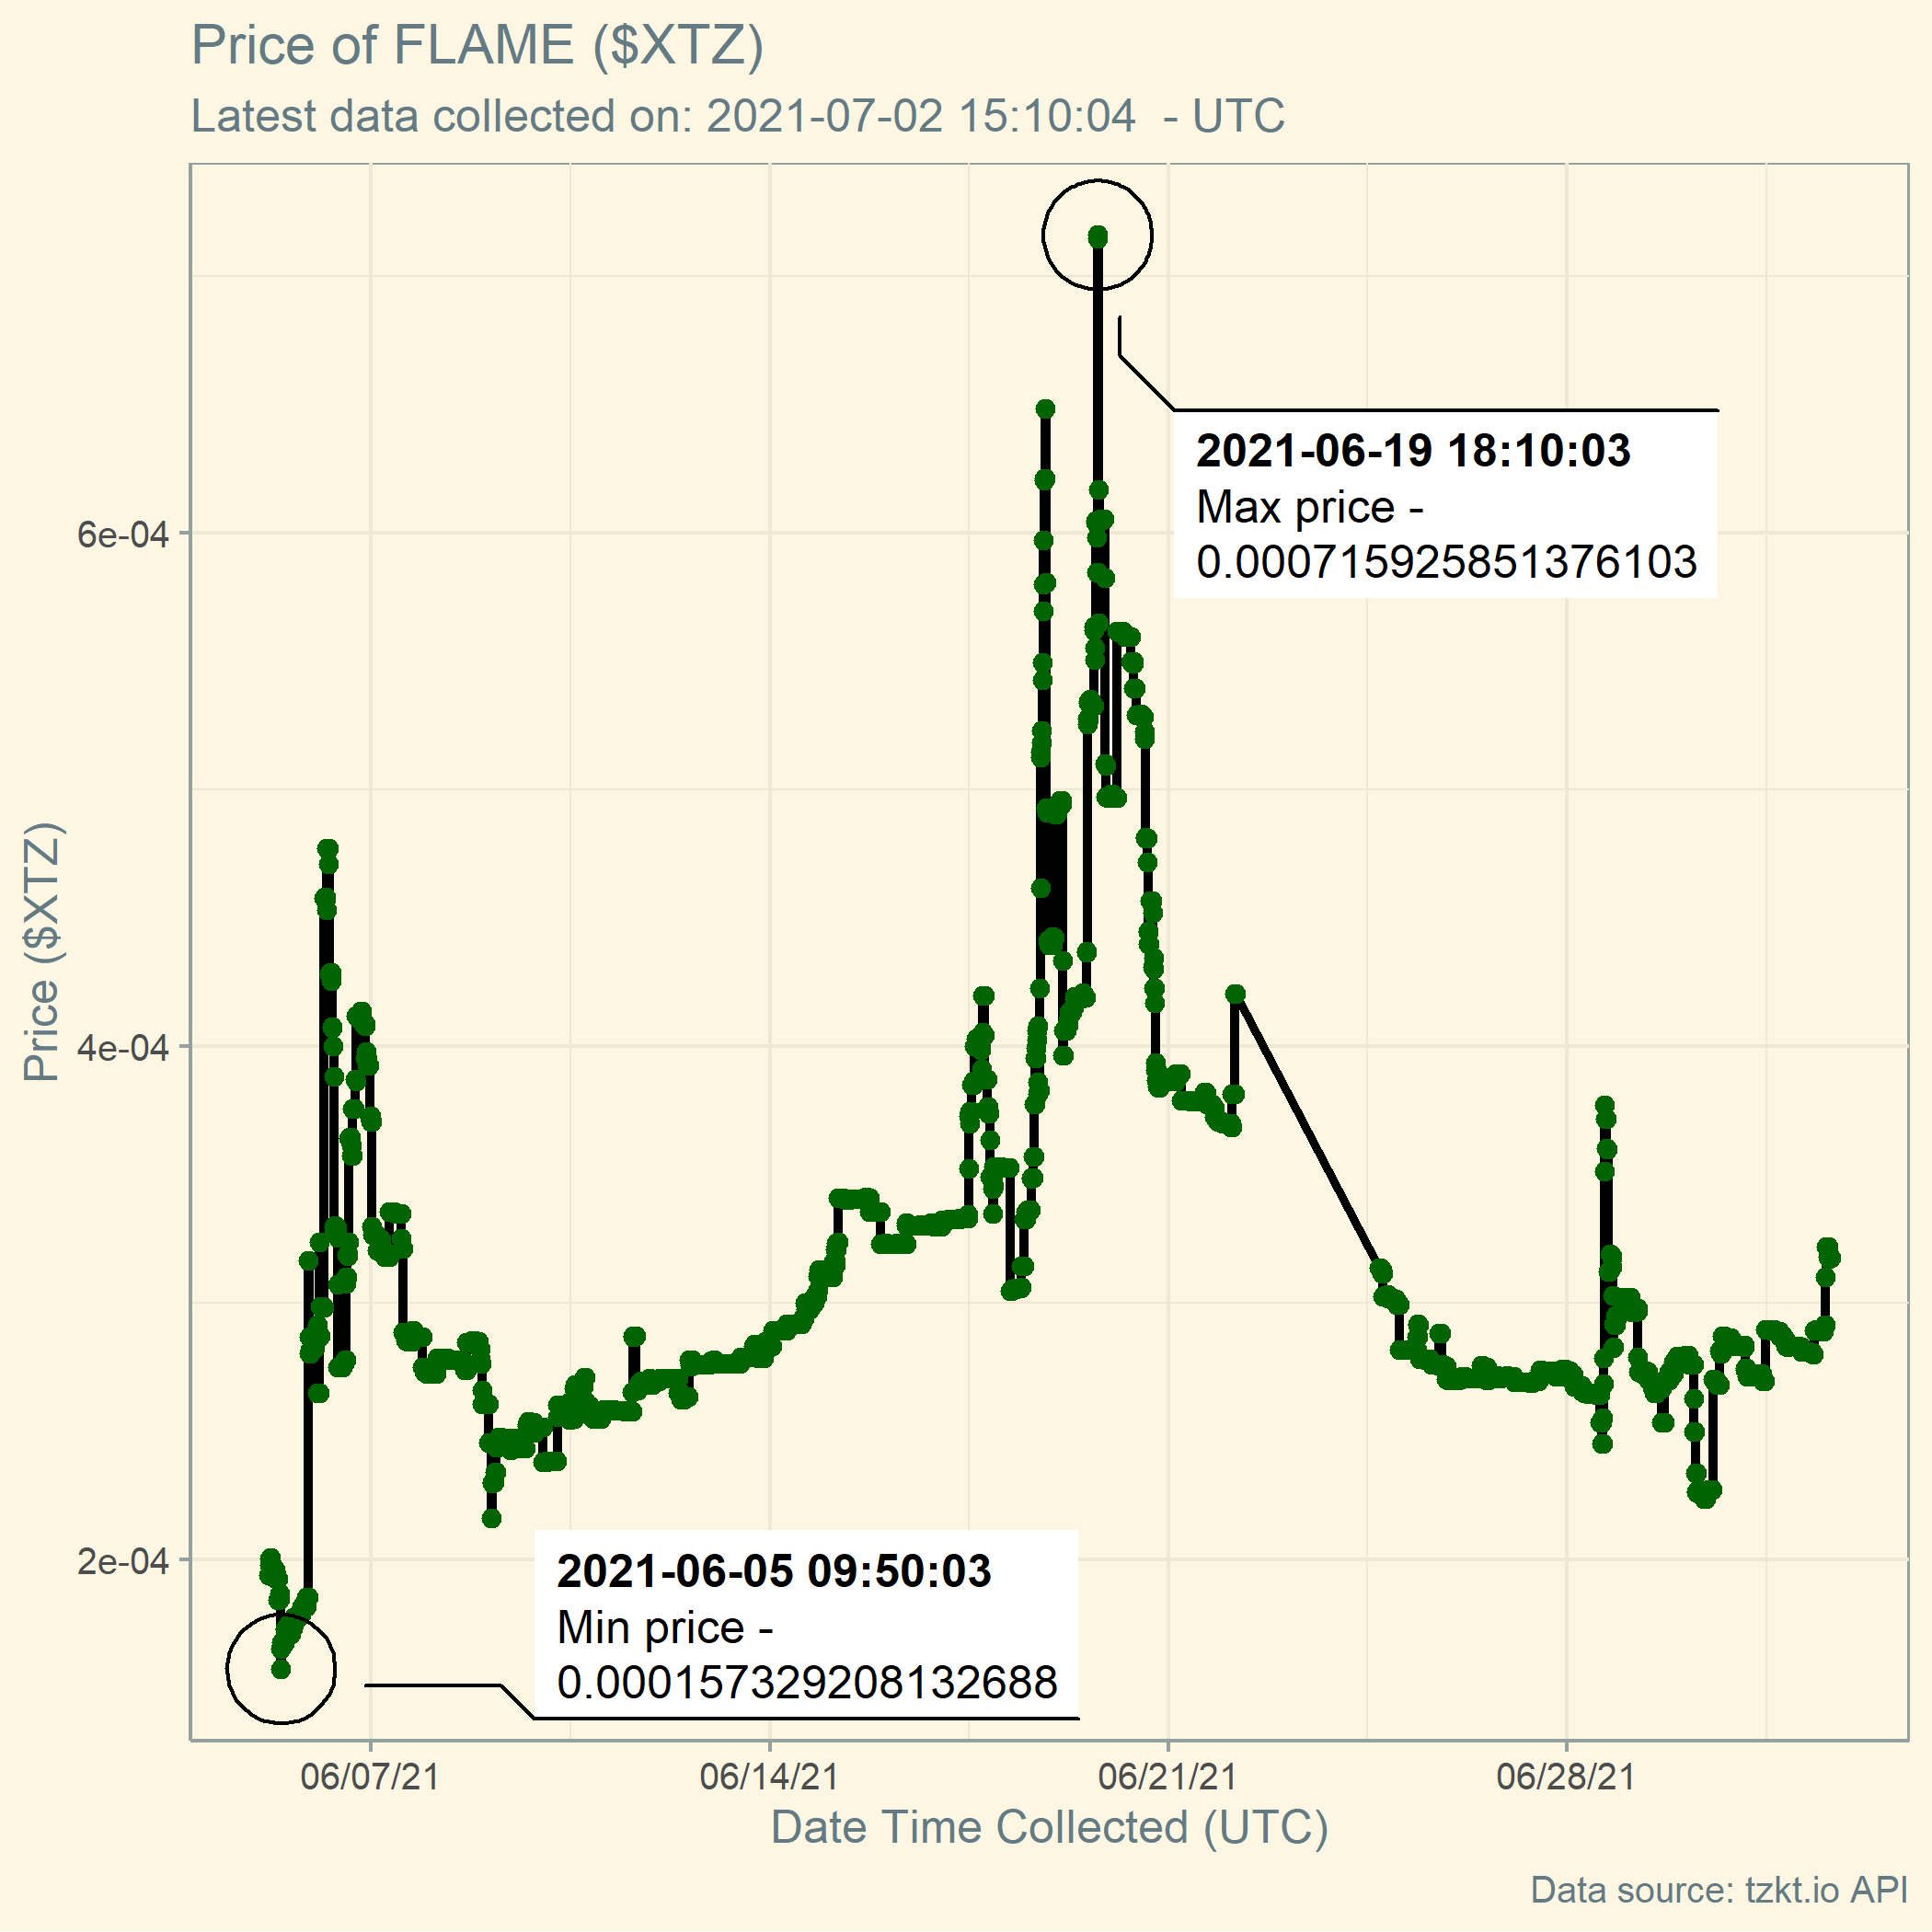 Price of FLAME ($XTZ)
Latest data collected on: 2021-07-02 15:10:04  - UTC
2021-06-19 18:10:03
Max price -
0.000715925851376103
6e-04
Price ($XTZ)
4e-04
2e-04
2021-06-05 09:50:03
Min price -
0.000157329208132688
06/07/21
06/14/21
06/21/21
06/28/21
Date Time Collected (UTC)
Data source: tzkt.io API